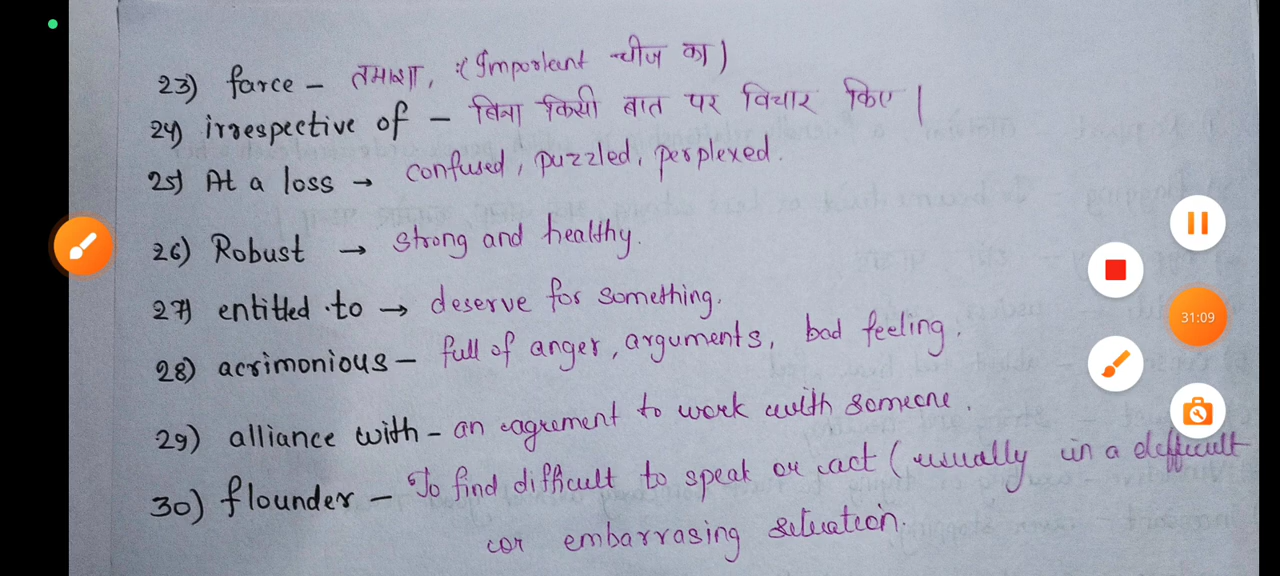 23) farce - तमाशा, :( Important चीज का)
24) irrespective of - बिना किसी बात पर विचार किए |
25) At a loss → confused, puzzled, perplexed.
26) Robust → strong and healthy.
27) entitled to → deserve for something.
28) acrimonious - full of anger, arguments, bad feeling.
29) alliance with - an agrement to work with someone.
30) flounder - To find difficult to speak or act ( usually in a difficult
or embarrasing situation.
31:09